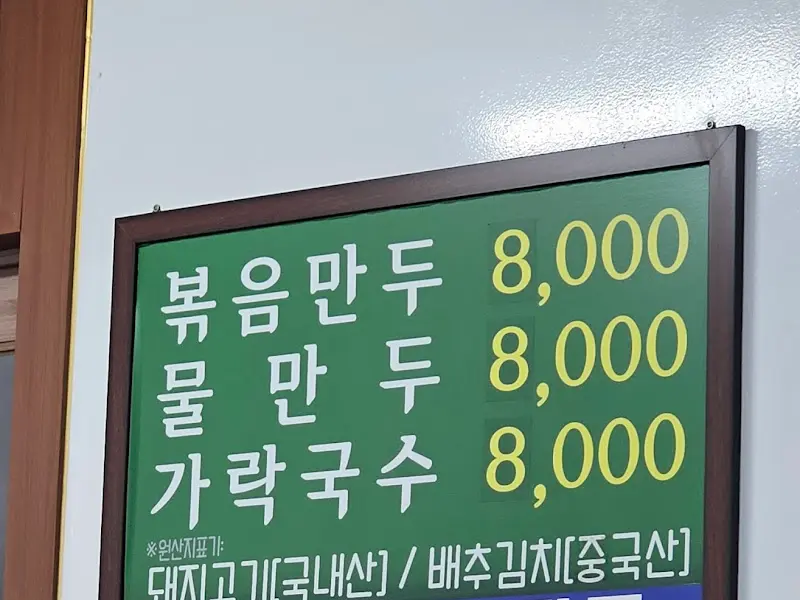 볶음만두 8,000
물만두 8,000
가락국수 8,000
※원산지표기:
돼지고기[국내산] / 배추김치[중국산]